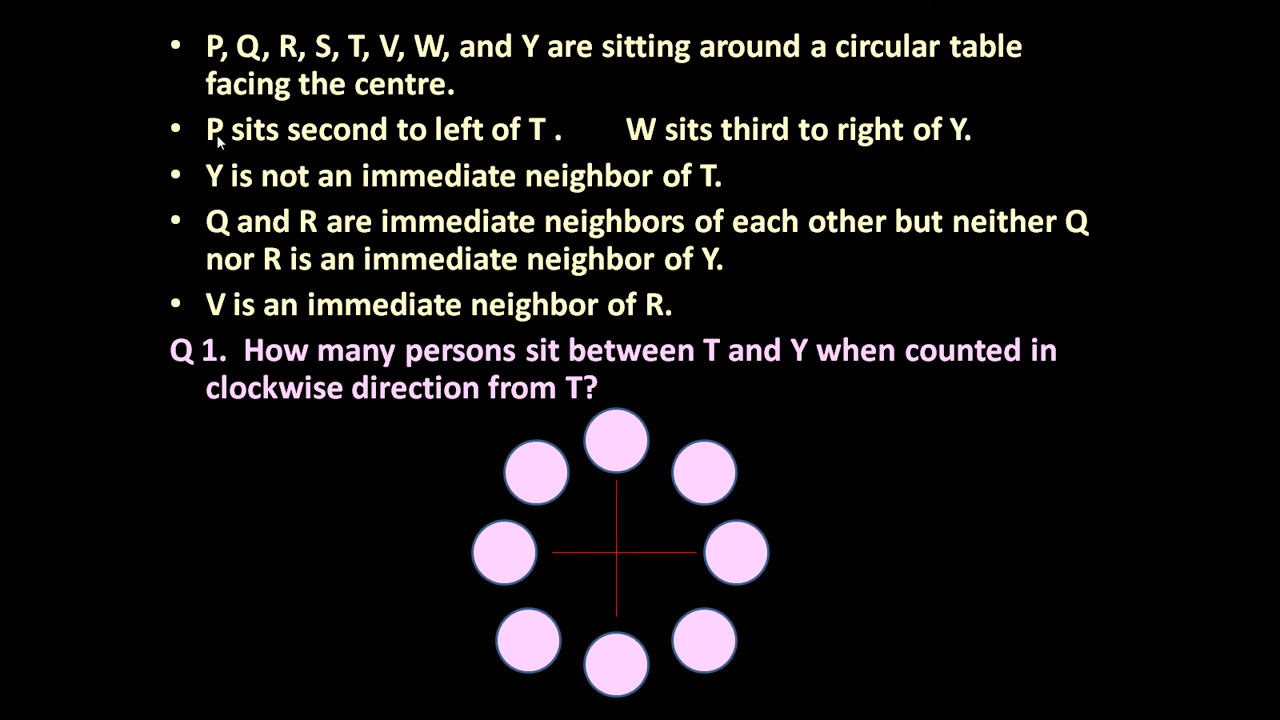 • P, Q, R, S, T, V, W, and Y are sitting around a circular table
facing the centre.
• P sits second to left of T . W sits third to right of Y.
• Y is not an immediate neighbor of T.
• Q and R are immediate neighbors of each other but neither Q
nor R is an immediate neighbor of Y.
• V is an immediate neighbor of R.
Q 1. How many persons sit between T and Y when counted in
clockwise direction from T?